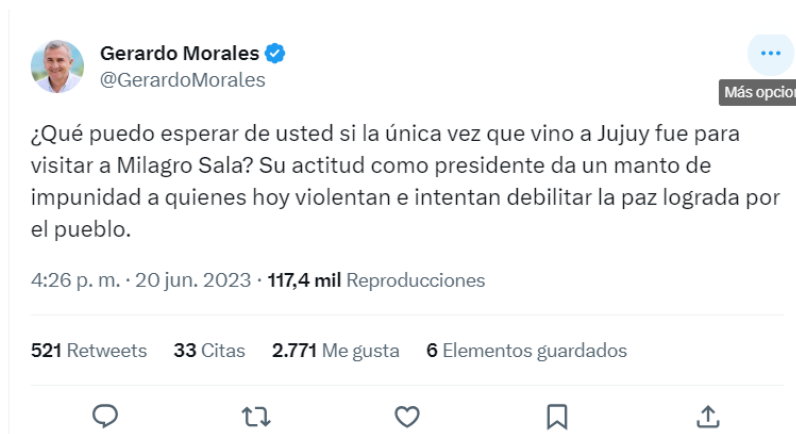 Gerardo Morales
@GerardoMorales
Más opcion
¿Qué puedo esperar de usted si la única vez que vino a Jujuy fue para
visitar a Milagro Sala? Su actitud como presidente da un manto de
impunidad a quienes hoy violentan e intentan debilitar la paz lograda por
el pueblo.
4:26 p. m. · 20 jun. 2023 · 117,4 mil Reproducciones
521 Retweets 33 Citas 2.771 Me gusta 6 Elementos guardados